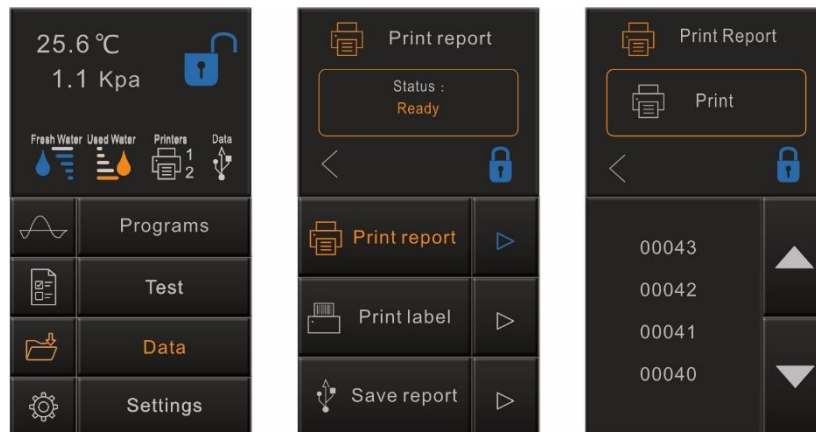 25.6 ℃
1.1 Kpa
Fresh Water Used Water Printers Data
1
2
Programs
Test
Data
Settings
Print report
Status :
Ready
Print report
Print label
Save report
Print Report
Print
00043
00042
00041
00040